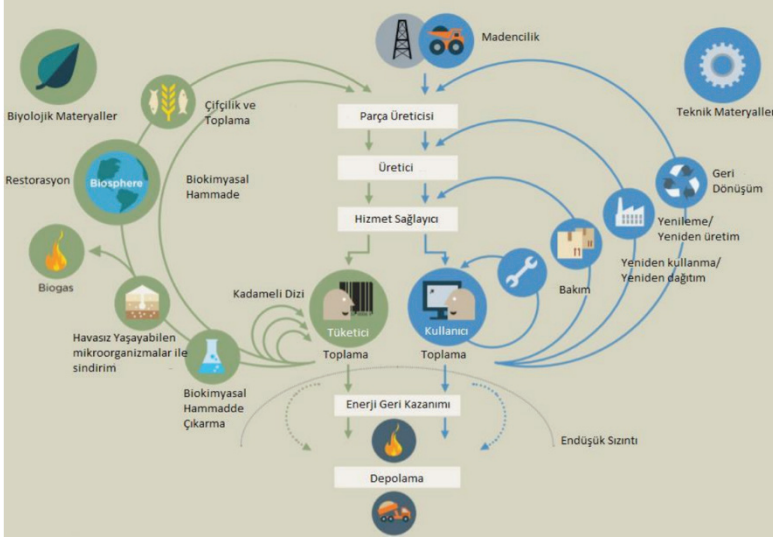 Madencilik
Biyolojik Materyaller
Teknik Materyaller
Çifçilik ve
Toplama
Parça Üreticisi
Restorasyon
Biosphere
Biokimyasal
Hammade
Üretici
Geri
Dönüşüm
Hizmet Sağlayıcı
Yenileme/
Yeniden üretim
Yeniden kullanma/
Yeniden dağıtım
Bakım
Biogas
Kadameli Dizi
Tüketici
Kullanıcı
Toplama
Toplama
Havasız Yaşayabilen
mikroorganizmalar ile
sindirim
Biokimyasal
Hammadde
Çıkarma
Enerji Geri Kazanımı
Endüşük Sızıntı
Depolama